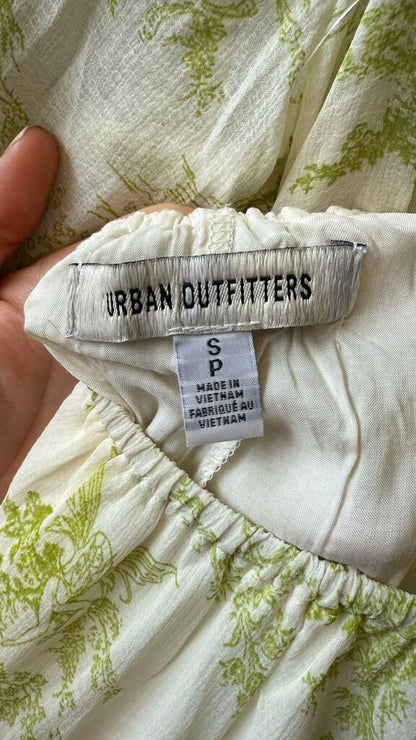 URBAN OUTFITTERS
S
P
MADE IN
VIETNAM
FABRIQUÉ AU
VIETNAM